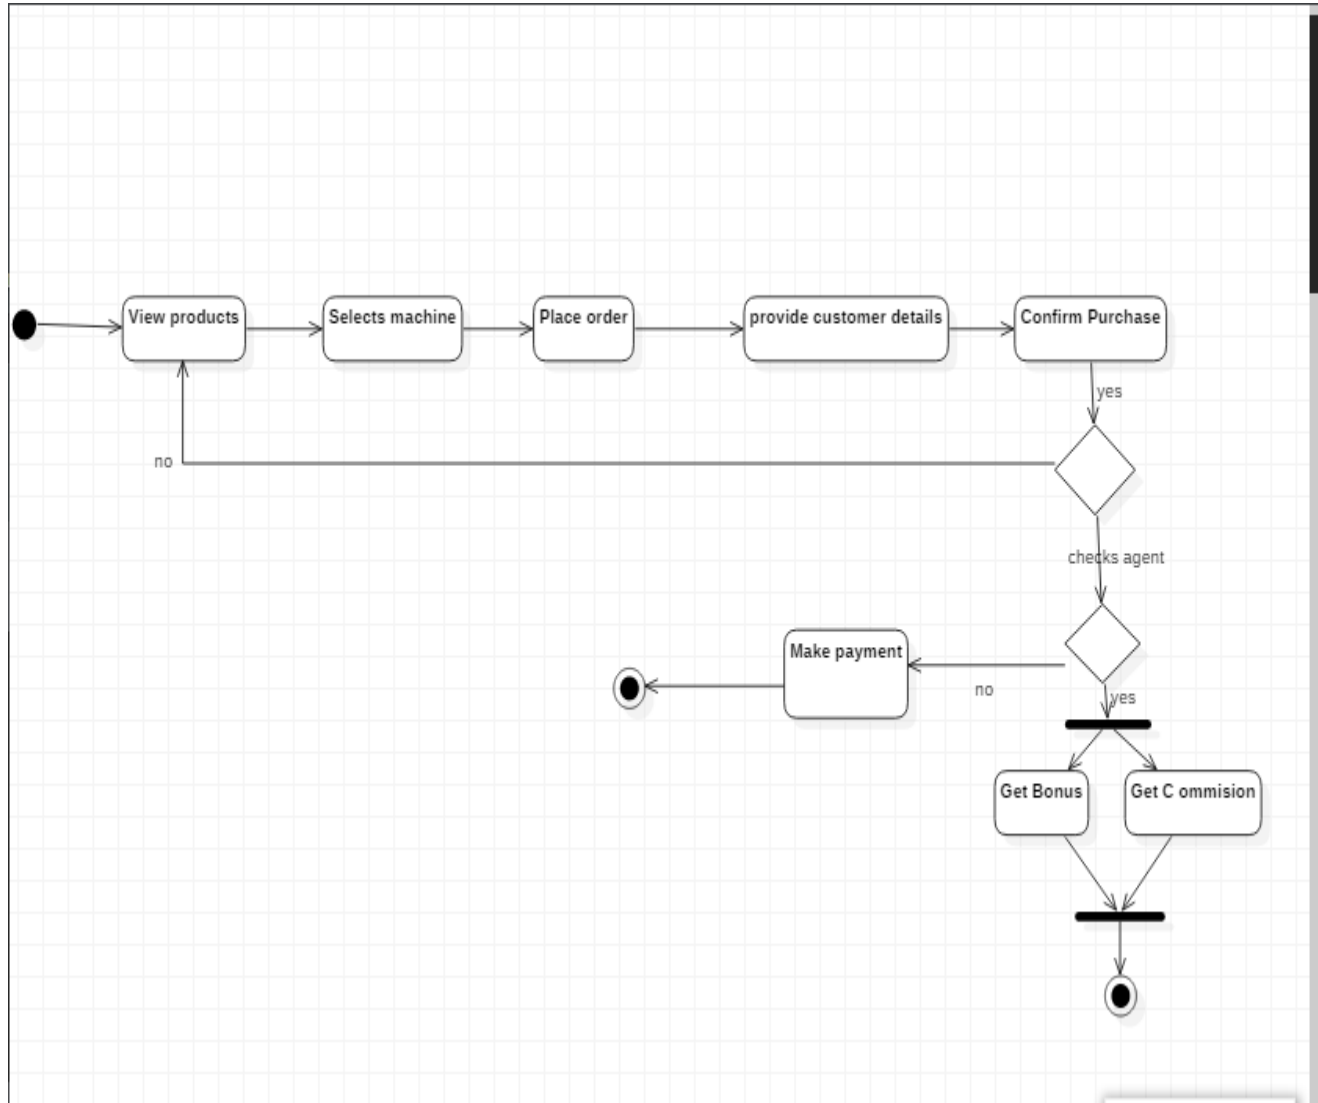 View products
Selects machine
Place order
provide customer details
Confirm Purchase
yes
no
checks agent
Make payment
no
yes
Get Bonus
Get C ommision